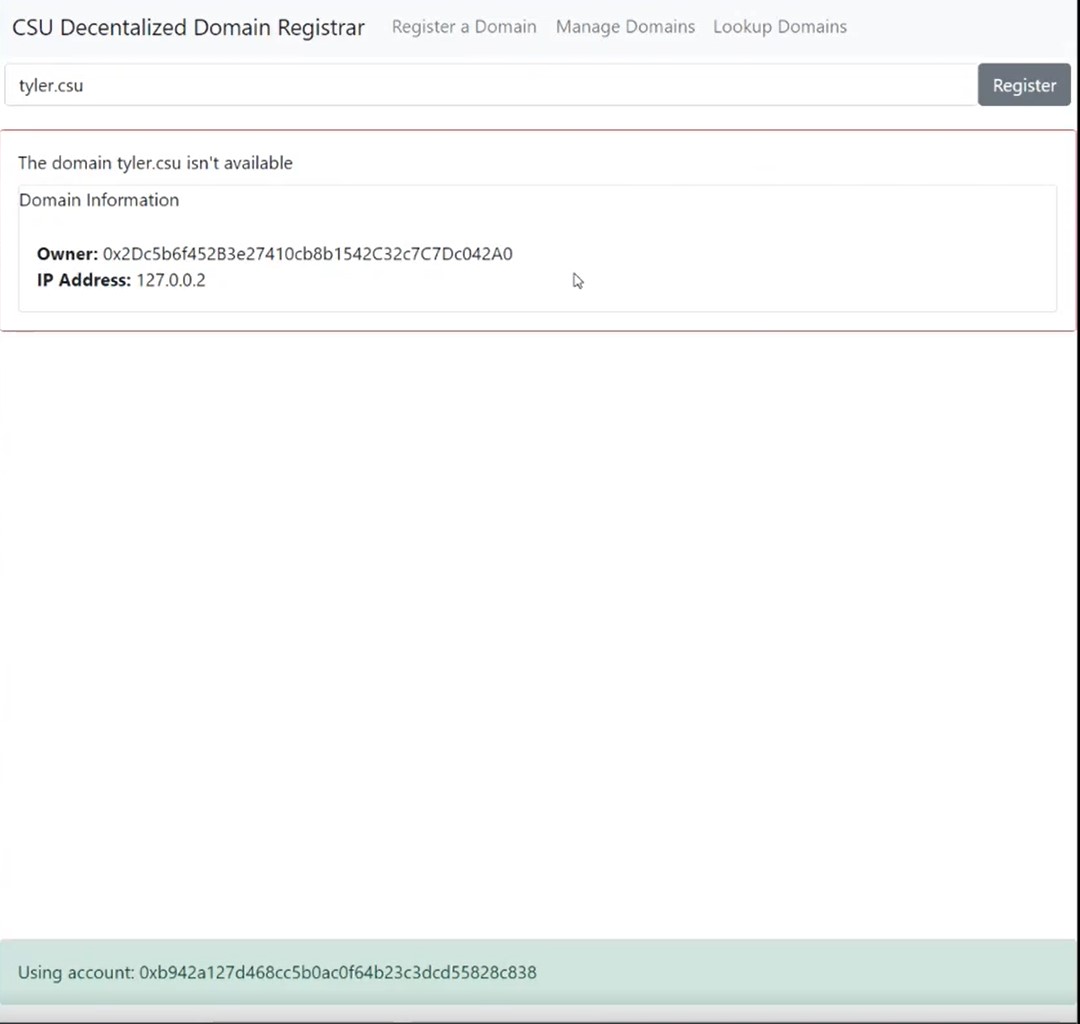 CSU Decentalized Domain Registrar Register a Domain Manage Domains Lookup Domains
tyler.csu Register
The domain tyler.csu isn't available
Domain Information
Owner: 0x2Dc5b6f452B3e27410cb8b1542C32c7C7Dc042A0
IP Address: 127.0.0.2
Using account: 0xb942a127d468cc5b0ac0f64b23c3dcd55828c838